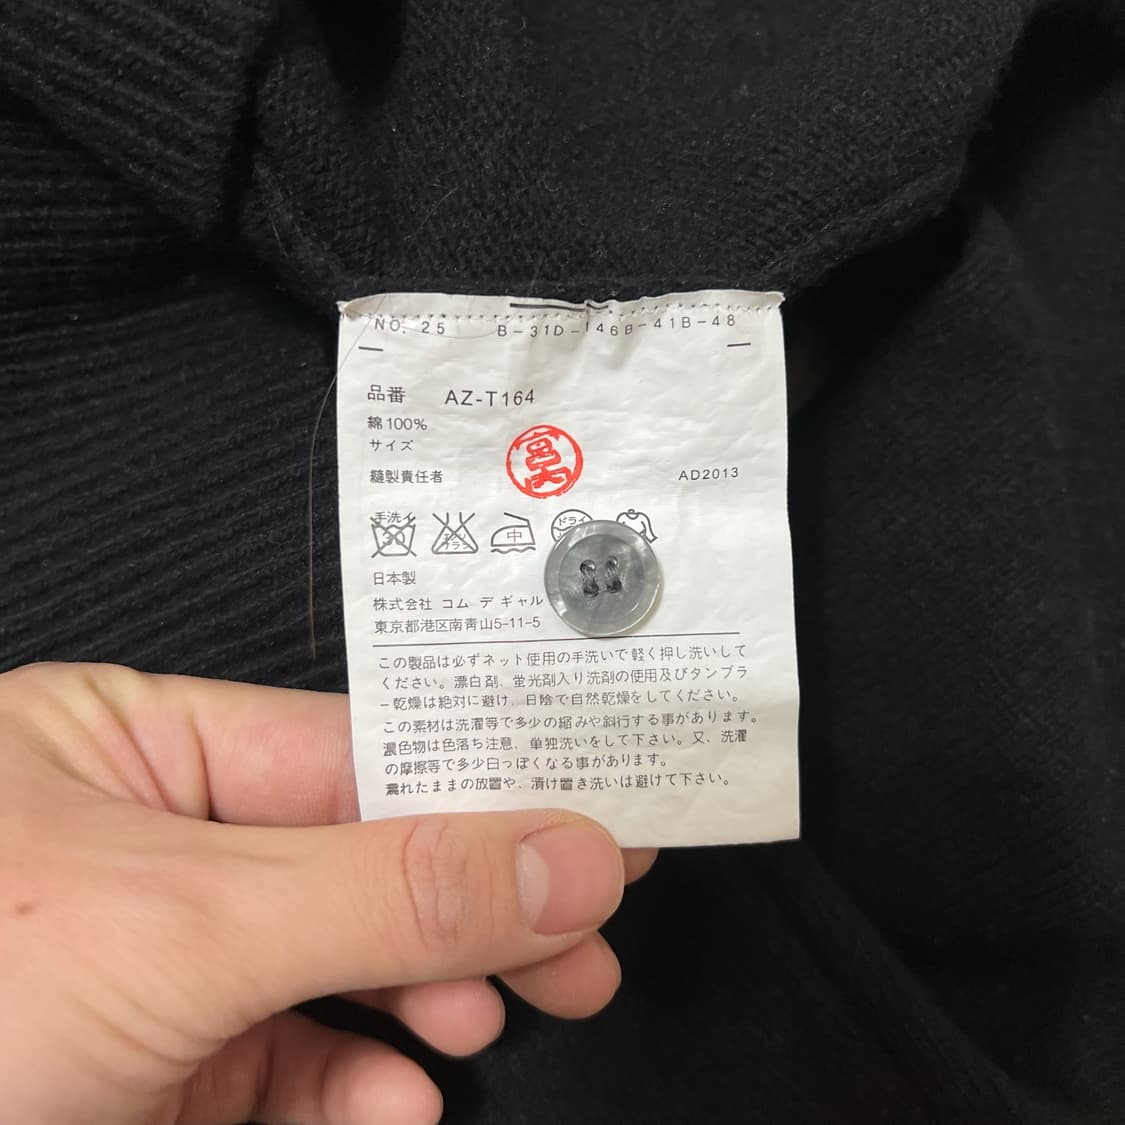 NO. 25 B-31D-146B-41B-48
品番 AZ-T164
綿100%
サイズ
縫製責任者 AD2013
手洗イ
30
中
ドライ
日本製
株式会社 コム デ ギャル
東京都港区南青山5-11-5
この製品は必ずネット使用の手洗いで軽く押し洗いして
ください。漂白剤、蛍光剤入り洗剤の使用及びタンブラ
ー乾燥は絶対に避け、日陰で自然乾燥をしてください。
この素材は洗濯等で多少の縮みや斜行する事があります。
濃色物は色落ち注意、単独洗いをして下さい。又、洗濯
の摩擦等で多少白っぽくなる事があります。
濡れたままの放置や、漬け置き洗いは避けて下さい。